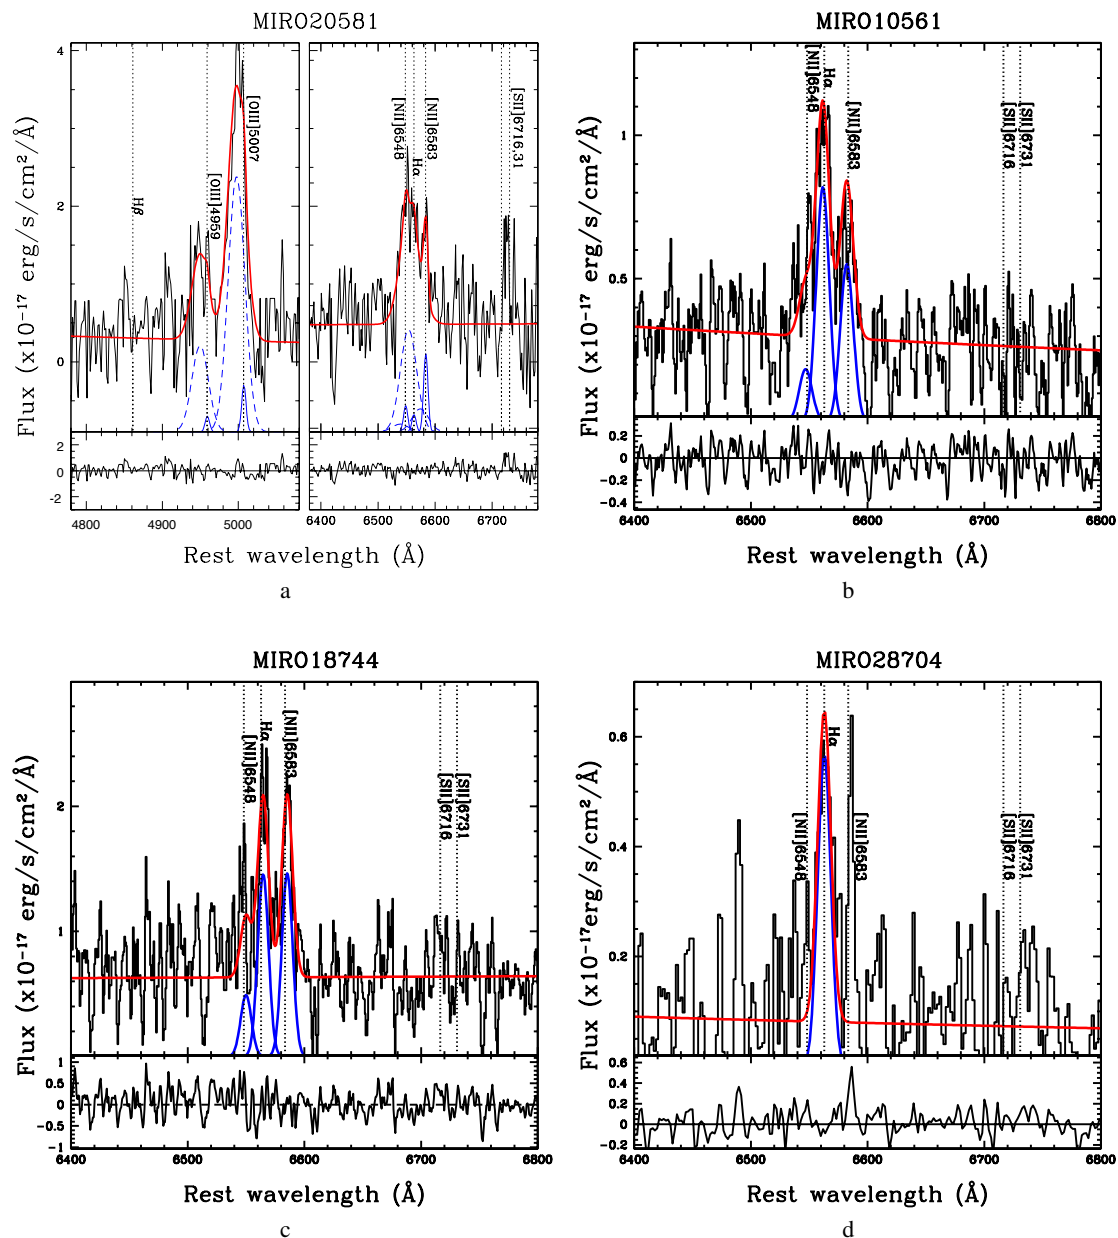 MIRO20581
Flux (x10⁻¹⁷ erg/s/cm²/Å)
4
2
0
Hβ
[OIII]4959
[OIII]5007
[NII]6548
Hα
[NII]6583
[SII]6716,31
2
0
-2
4800 4900 5000 6400 6500 6600 6700
Rest wavelength (Å)
a
MIRO10561
Flux (x10⁻¹⁷ erg/s/cm²/Å)
1
0.5
[NII]6548
Hα
[NII]6583
[SII]6716
[SII]6731
0.2
0
-0.2
-0.4
6400 6500 6600 6700 6800
Rest wavelength (Å)
b
MIRO18744
Flux (x10⁻¹⁷ erg/s/cm²/Å)
2
1
[NII]6548
Hα
[NII]6583
[SII]6716
[SII]6731
1
0.5
0
-0.5
-1
6400 6500 6600 6700 6800
Rest wavelength (Å)
c
MIRO28704
Flux (x10⁻¹⁷erg/s/cm²/Å)
0.6
0.4
0.2
[NII]6548
Hα
[NII]6583
[SII]6716
[SII]6731
0.6
0.4
0.2
0
-0.2
6400 6500 6600 6700 6800
Rest wavelength (Å)
d